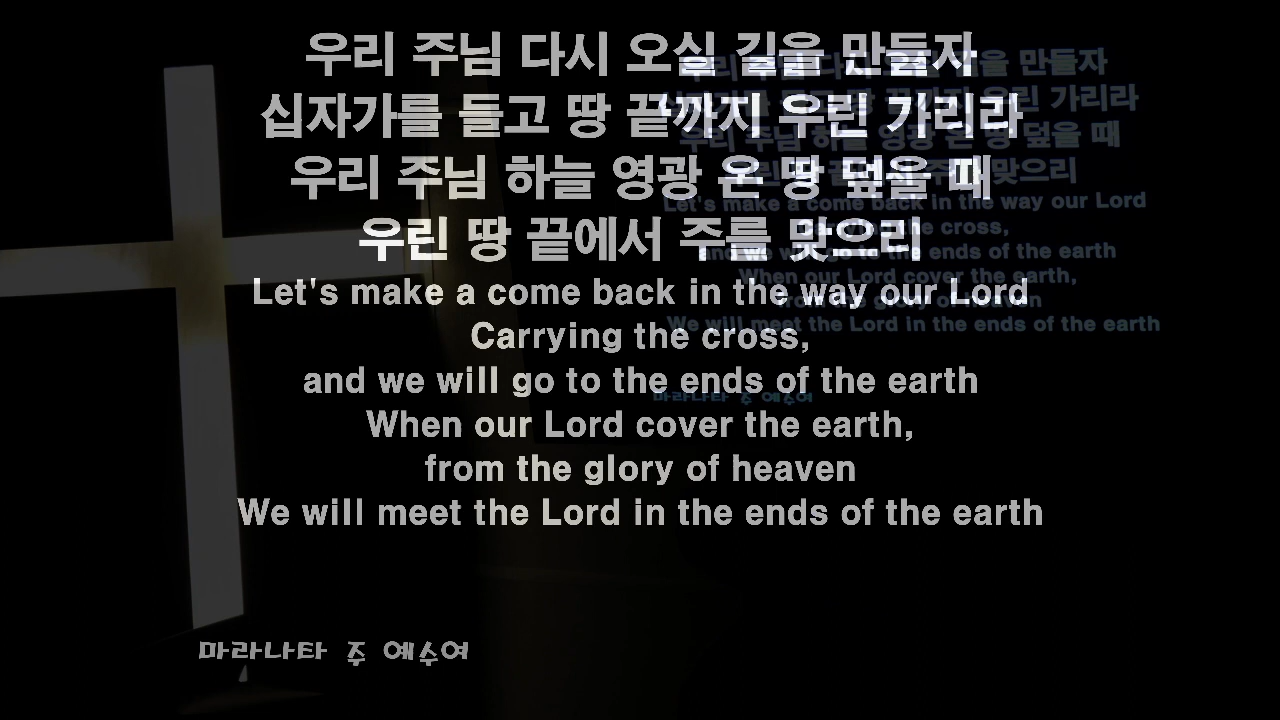 우리 주님 다시 오실 길을 만들자
십자가를 들고 땅 끝까지 우린 가리라
우리 주님 하늘 영광 온 땅 덮을 때
우린 땅 끝에서 주를 맞으리
Let's make a come back in the way our Lord
Carrying the cross,
and we will go to the ends of the earth
When our Lord cover the earth,
from the glory of heaven
We will meet the Lord in the ends of the earth
마라나타 주 예수여